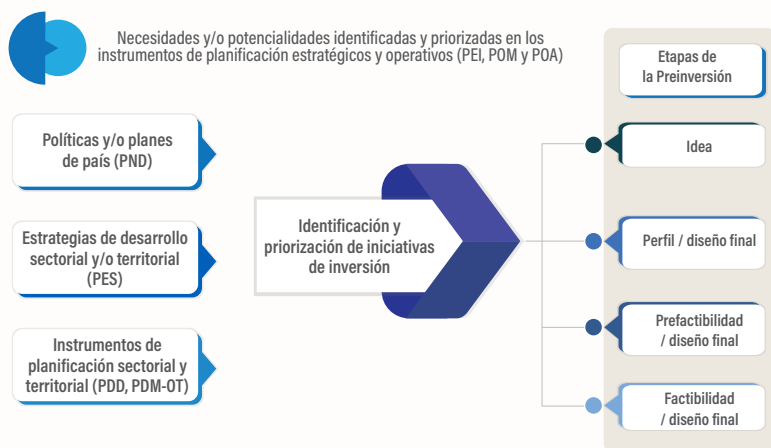 Necesidades y/o potencialidades identificadas y priorizadas en los
instrumentos de planificación estratégicos y operativos (PEI, POM y POA)
Políticas y/o planes
de país (PND)
Estrategias de desarrollo
sectorial y/o territorial
(PES)
Instrumentos de
planificación sectorial y
territorial (PDD, PDM-OT)
Identificación y
priorización de iniciativas
de inversión
Etapas de
la Preinversión
Idea
Perfil / diseño final
Prefactibilidad
/ diseño final
Factibilidad
/ diseño final